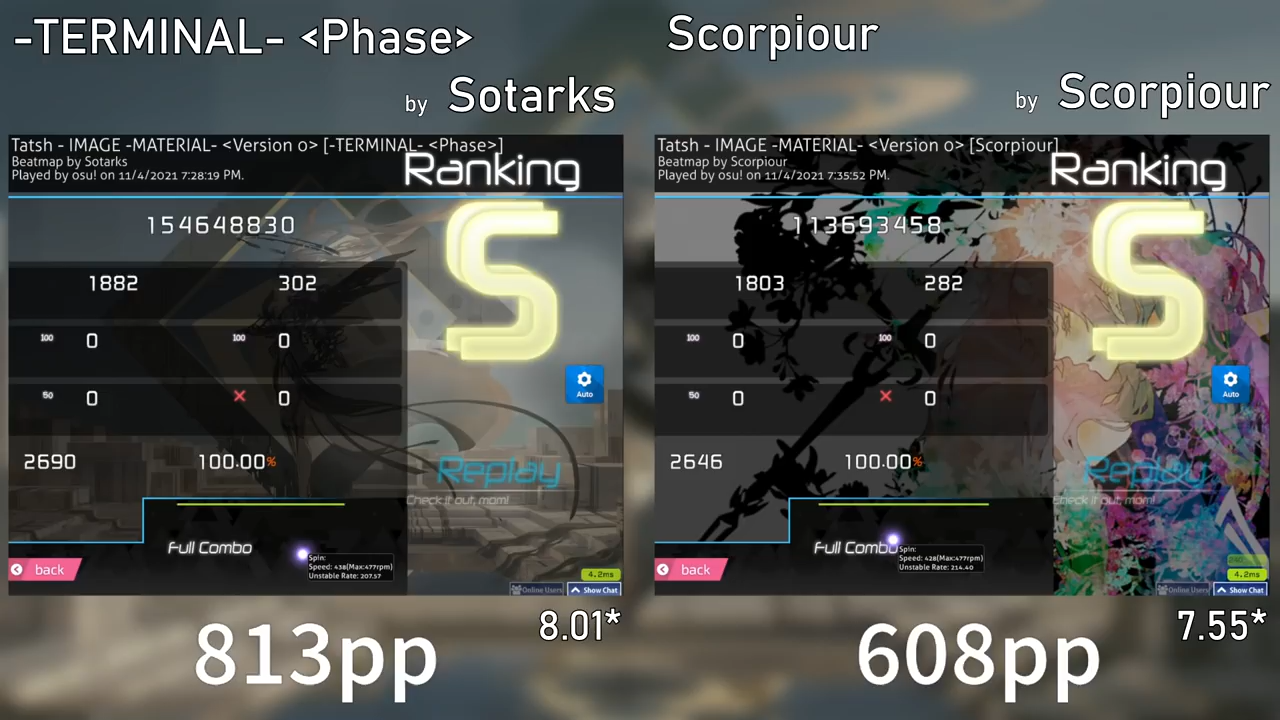 -TERMINAL- <Phase>
by Sotarks
Tatsh - IMAGE -MATERIAL- <Version 0> [-TERMINAL- <Phase>]
Beatmap by Sotarks
Played by osu! on 11/4/2021 7:28:19 PM.
Ranking
154648830
S
1882 302
100 0 100 0
50 0 0
Auto
2690 100.00%
Replay
Check it out, mom!
Full Combo
Spin:
Speed: 438(Max:477rpm)
Unstable Rate: 207.57
back
4.2ms
Online Users Show Chat
8.01*
813pp
Scorpiour
by Scorpiour
Tatsh - IMAGE -MATERIAL- <Version 0> [Scorpiour]
Beatmap by Scorpiour
Played by osu! on 11/4/2021 7:35:52 PM.
Ranking
113693458
S
1803 282
100 0 100 0
50 0 0
Auto
2646 100.00%
Replay
Check it out, mom!
Full Combo
Spin:
Speed: 428(Max:477rpm)
Unstable Rate: 214.40
back
4.2ms
Online Users Show Chat
7.55*
608pp